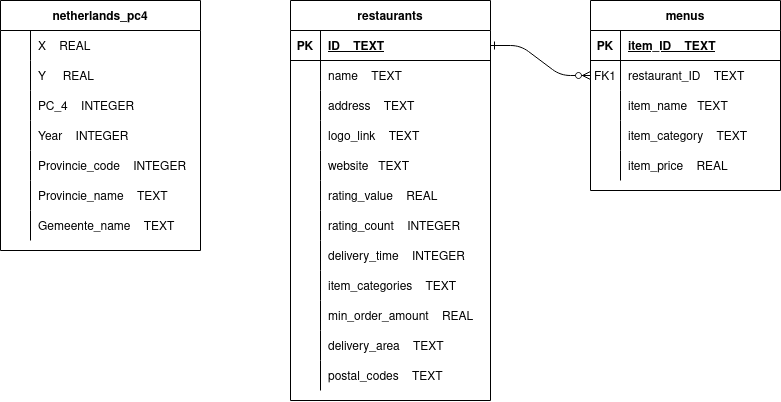 netherlands_pc4
X REAL
Y REAL
PC_4 INTEGER
Year INTEGER
Provincie_code INTEGER
Provincie_name TEXT
Gemeente_name TEXT
restaurants
PK ID TEXT
name TEXT
address TEXT
logo_link TEXT
website TEXT
rating_value REAL
rating_count INTEGER
delivery_time INTEGER
item_categories TEXT
min_order_amount REAL
delivery_area TEXT
postal_codes TEXT
menus
PK item_ID TEXT
FK1 restaurant_ID TEXT
item_name TEXT
item_category TEXT
item_price REAL